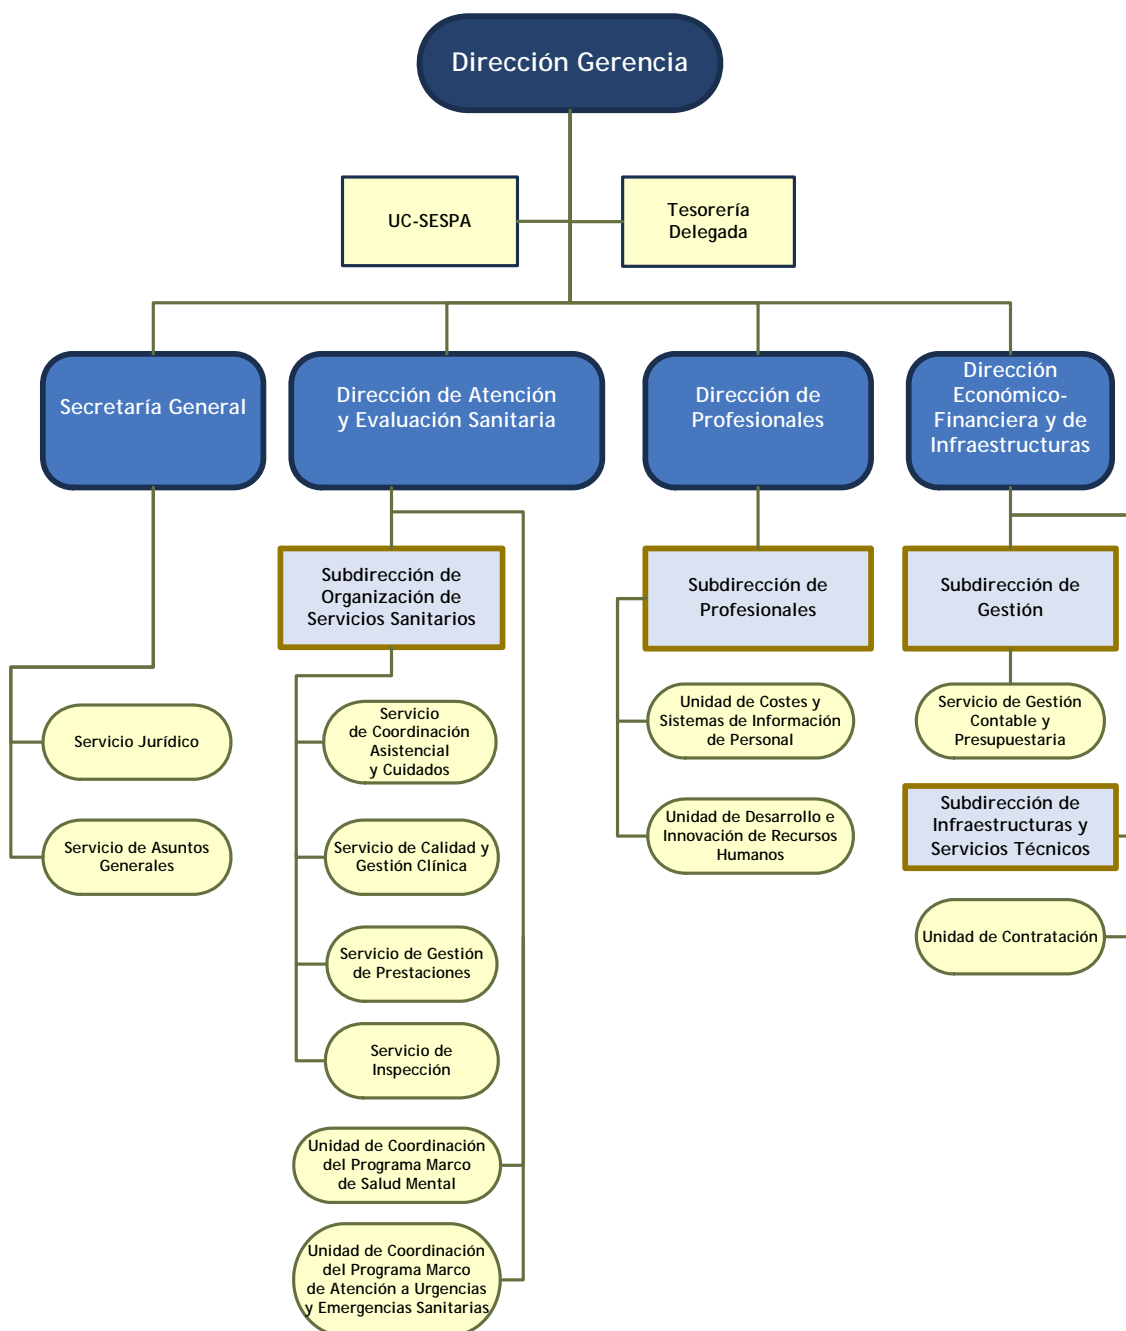 Dirección Gerencia
UC-SESPA
Tesorería
Delegada
Secretaría General
Dirección de Atención
y Evaluación Sanitaria
Dirección de
Profesionales
Dirección
Económico-
Financiera y de
Infraestructuras
Subdirección de
Organización de
Servicios Sanitarios
Subdirección de
Profesionales
Subdirección de
Gestión
Servicio Jurídico
Servicio de Asuntos
Generales
Servicio
de Coordinación
Asistencial
y Cuidados
Servicio de Calidad y
Gestión Clínica
Servicio de Gestión
de Prestaciones
Servicio de
Inspección
Unidad de Coordinación
del Programa Marco
de Salud Mental
Unidad de Coordinación
del Programa Marco
de Atención a Urgencias
y Emergencias Sanitarias
Unidad de Costes y
Sistemas de Información
de Personal
Unidad de Desarrollo e
Innovación de Recursos
Humanos
Servicio de Gestión
Contable y
Presupuestaria
Subdirección de
Infraestructuras y
Servicios Técnicos
Unidad de Contratación